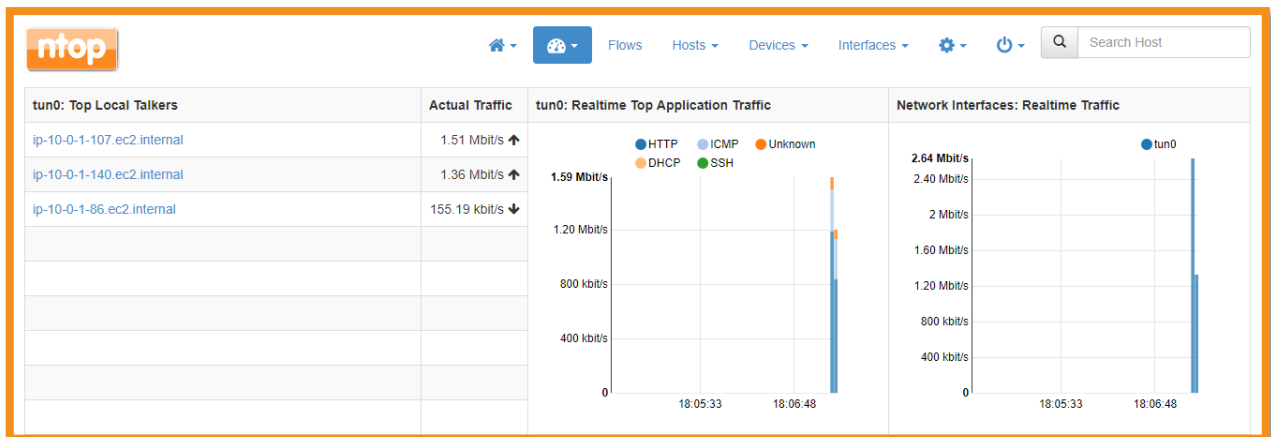 ntop
Flows Hosts Devices Interfaces Search Host
tun0: Top Local Talkers Actual Traffic
ip-10-0-1-107.ec2.internal 1.51 Mbit/s
ip-10-0-1-140.ec2.internal 1.36 Mbit/s
ip-10-0-1-86.ec2.internal 155.19 kbit/s
tun0: Realtime Top Application Traffic
HTTP ICMP Unknown
DHCP SSH
1.59 Mbit/s
1.20 Mbit/s
800 kbit/s
400 kbit/s
0
18:05:33 18:06:48
Network Interfaces: Realtime Traffic
tun0
2.64 Mbit/s
2.40 Mbit/s
2 Mbit/s
1.60 Mbit/s
1.20 Mbit/s
800 kbit/s
400 kbit/s
0
18:05:33 18:06:48